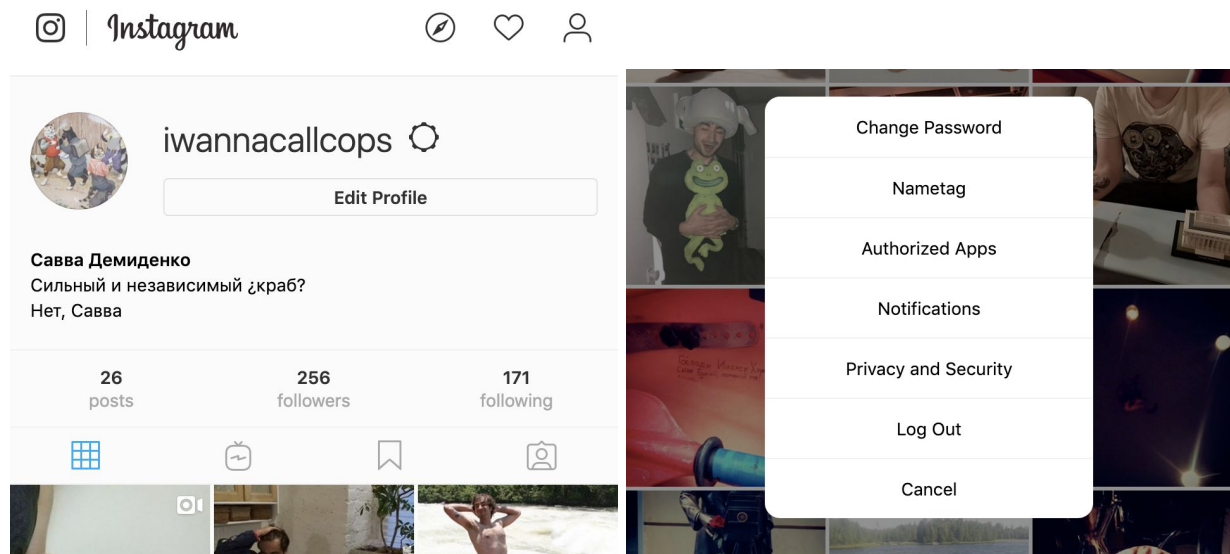 Instagram
iwannacallcops
Edit Profile
Савва Демиденко
Сильный и независимый ¿краб?
Нет, Савва
26
posts
256
followers
171
following
Change Password
Nametag
Authorized Apps
Notifications
Privacy and Security
Log Out
Cancel